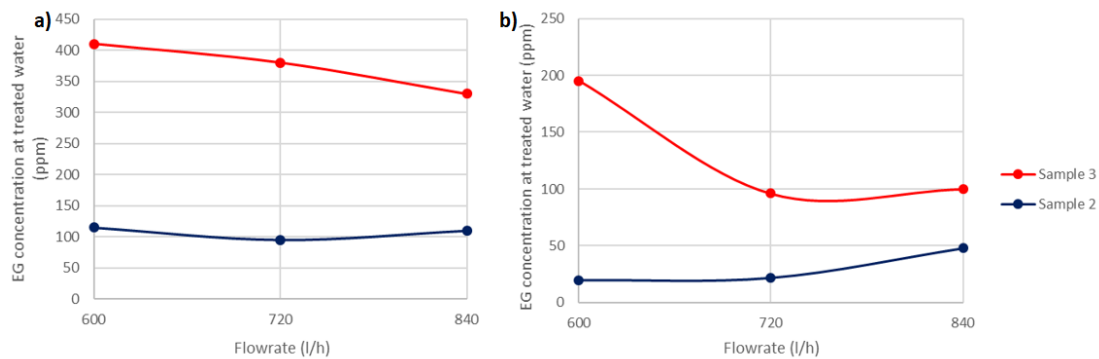 a)
EG concentration at treated water
(ppm)
450
400
350
300
250
200
150
100
50
0
600
720
840
Flowrate (l/h)
b)
EG concentration at treated water (ppm)
250
200
150
100
50
0
600
720
840
Flowrate (l/h)
Sample 3
Sample 2